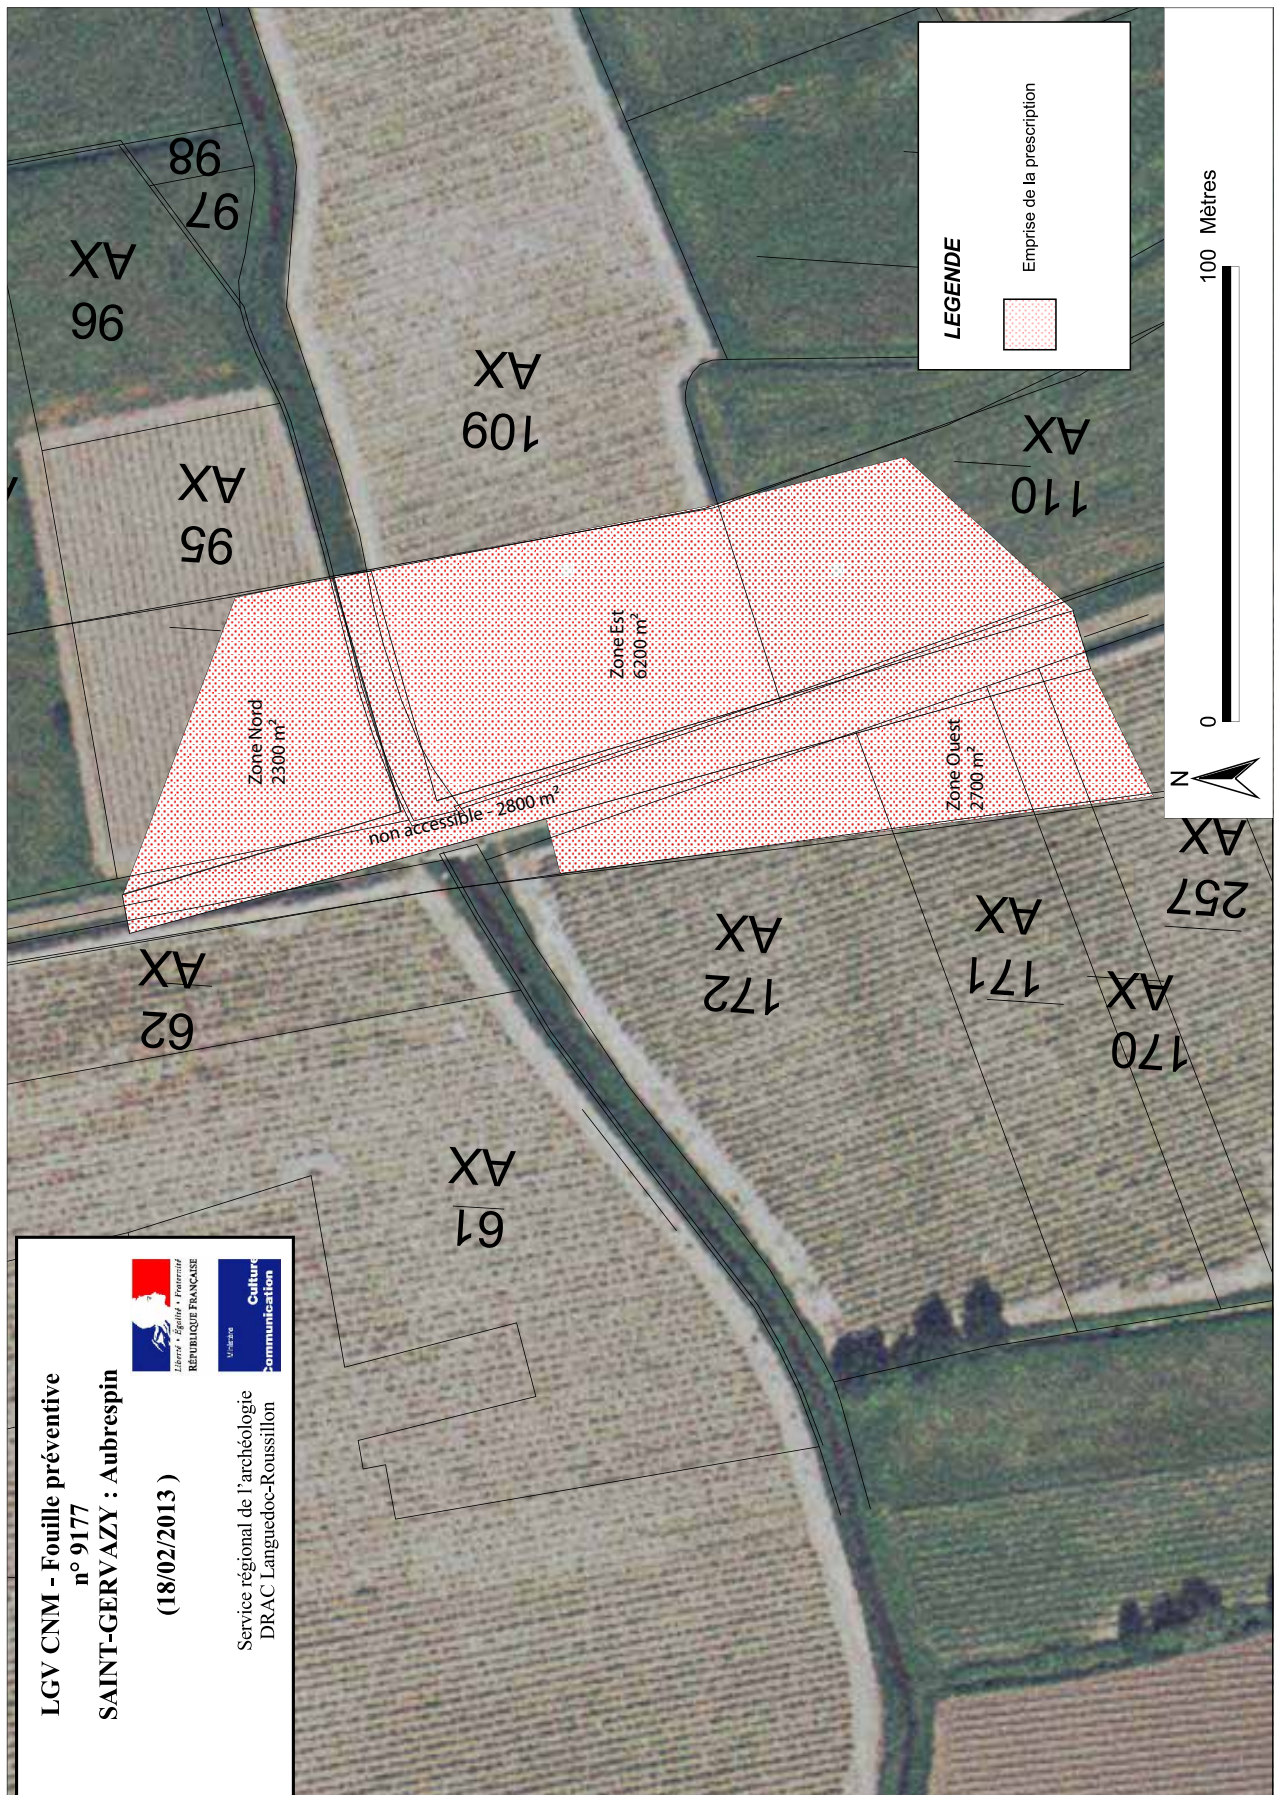 LGV CNM - Fouille préventive
n° 9177
SAINT-GERVAZY : Aubrespin
(18/02/2013 )
Liberté • Égalité • Fraternité
RÉPUBLIQUE FRANÇAISE
Ministère
Culture
Communication
Service régional de l'archéologie
DRAC Languedoc-Roussillon
98
97
AX
96
AX
95
AX
109
AX
110
Zone Nord
2300 m²
Zone Est
6200 m²
non accessible - 2800 m²
Zone Ouest
2700 m²
AX
62
AX
61
AX
172
AX
171
AX
170
AX
257
LEGENDE
Emprise de la prescription
N
0 100 Mètres